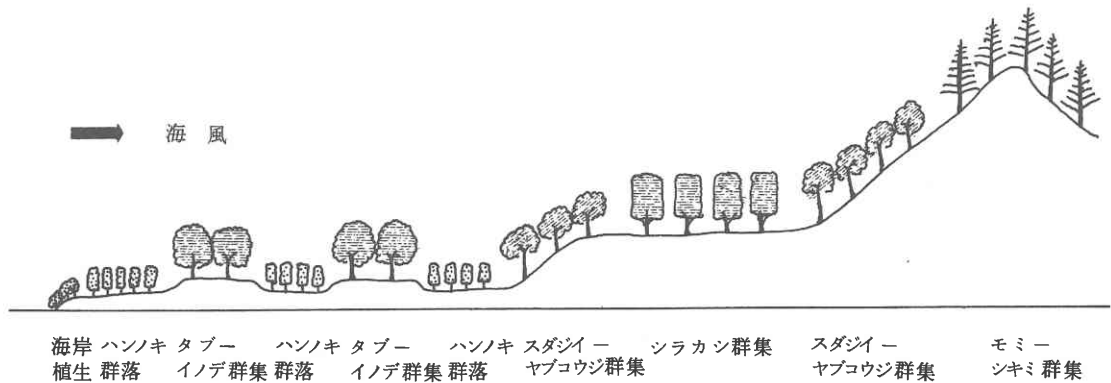 海風
海岸 ハンノキ タブー ハンノキ タブー ハンノキ スダジイー シラカシ群集 スダジイー モミー
植生 群落 イノデ群集 群落 イノデ群集 群落 ヤブコウジ群集 ヤブコウジ群集 シキミ群集